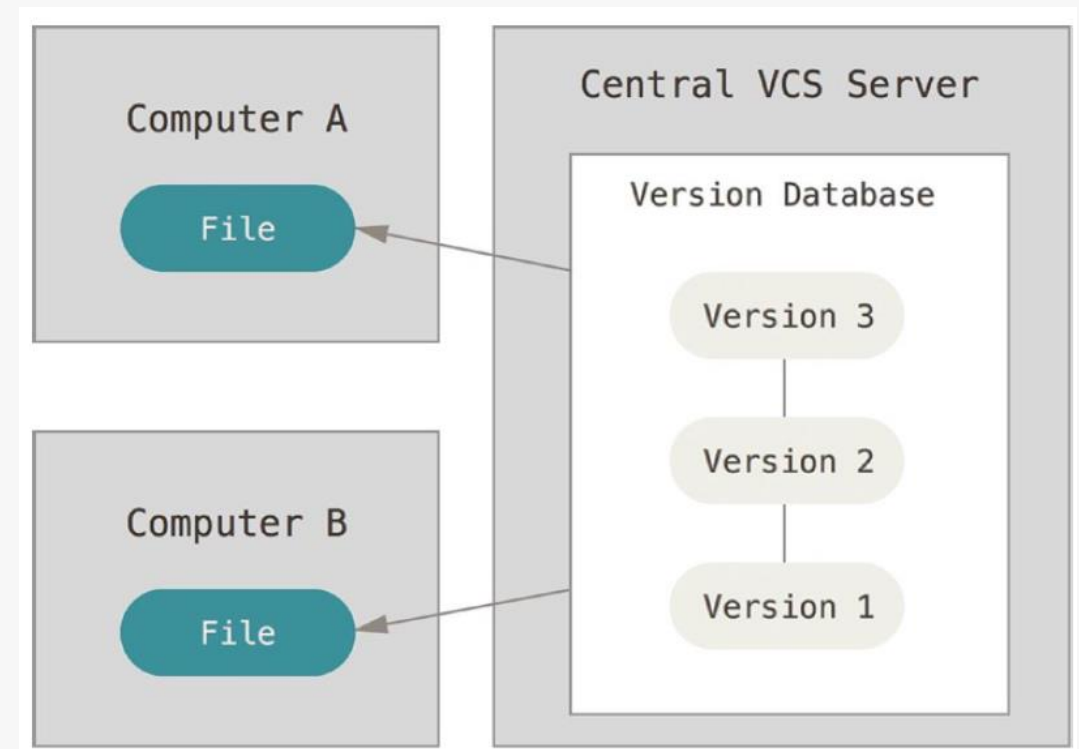 Computer A
File
Computer B
File
Central VCS Server
Version Database
Version 3
Version 2
Version 1